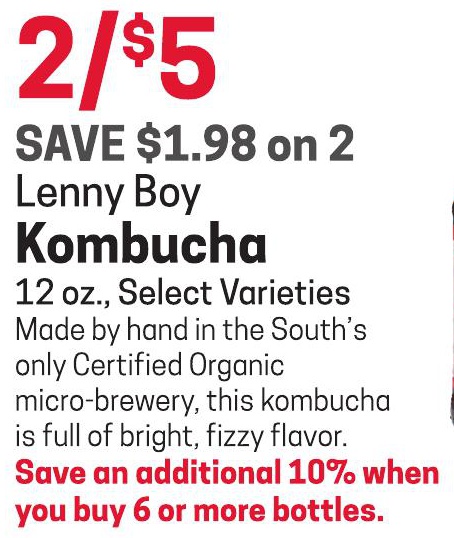 2/$5
SAVE $1.98 on 2
Lenny Boy
Kombucha
12 oz., Select Varieties
Made by hand in the South's
only Certified Organic
micro-brewery, this kombucha
is full of bright, fizzy flavor.
Save an additional 10% when
you buy 6 or more bottles.